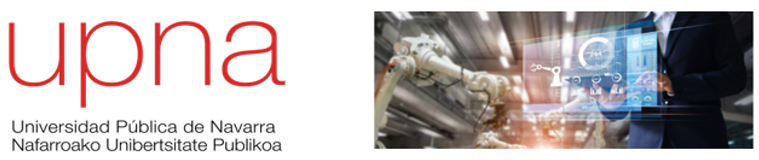 upna
Universidad Pública de Navarra
Nafarroako Unibertsitate Publikoa